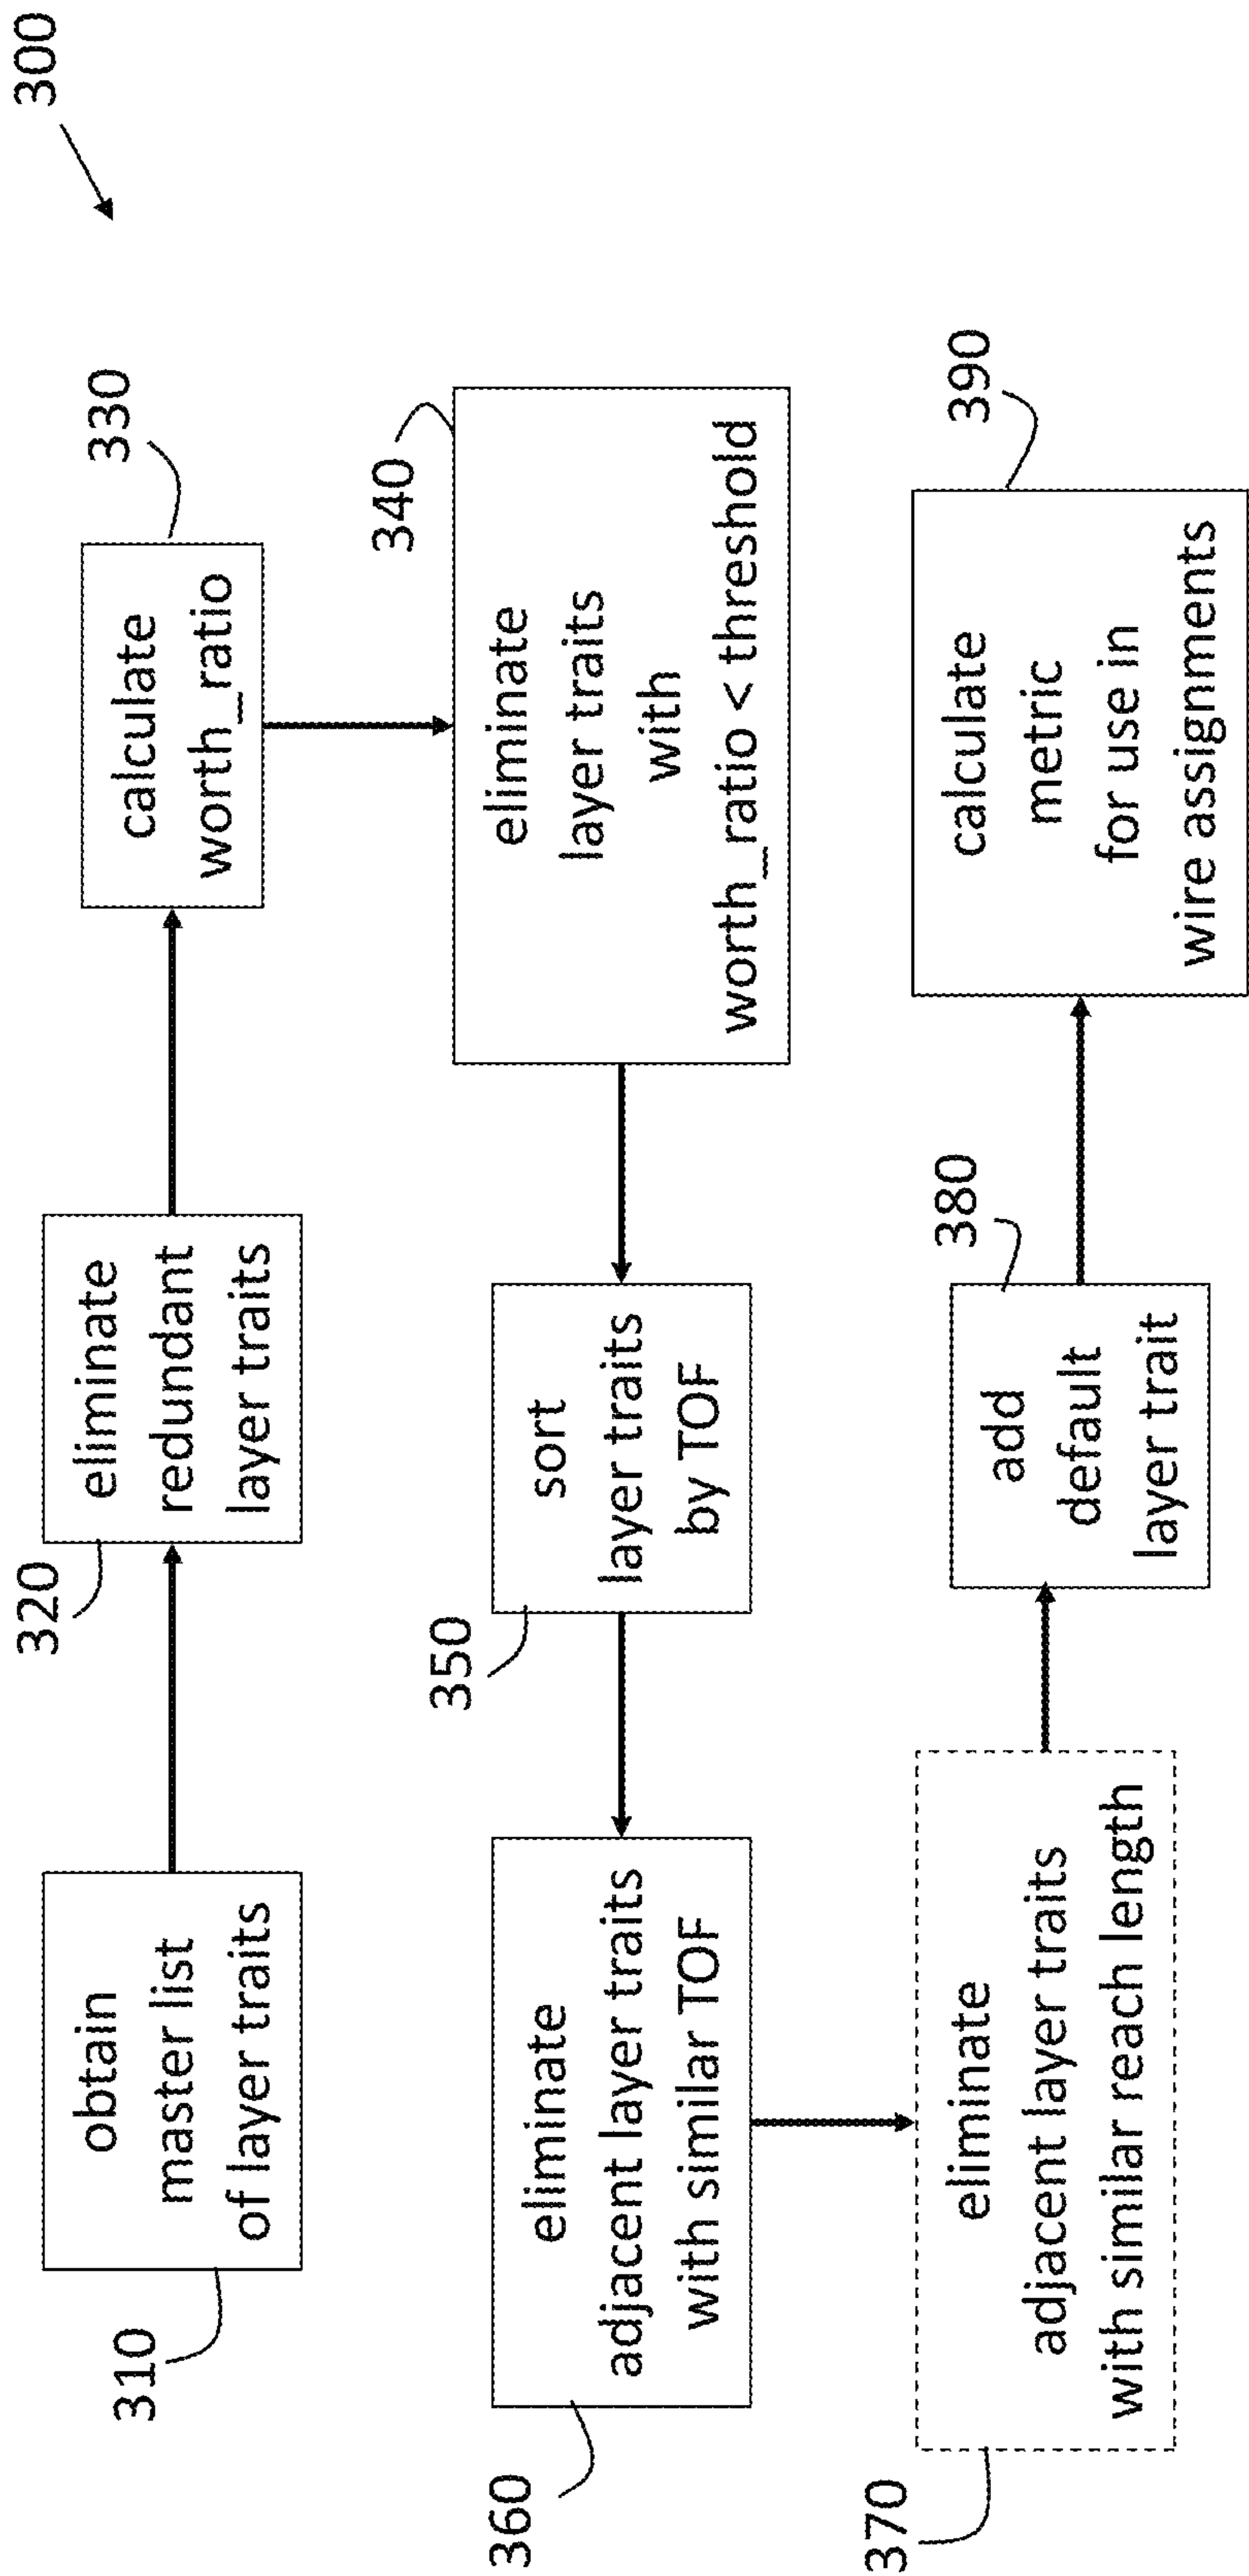 300
310
obtain
master list
of layer traits
320
eliminate
redundant
layer traits
330
calculate
worth_ratio
340
eliminate
layer traits
with
worth_ratio < threshold
350
sort
layer traits
by TOF
360
eliminate
adjacent layer traits
with similar TOF
370
eliminate
adjacent layer traits
with similar reach length
380
add
default
layer trait
390
calculate
metric
for use in
wire assignments